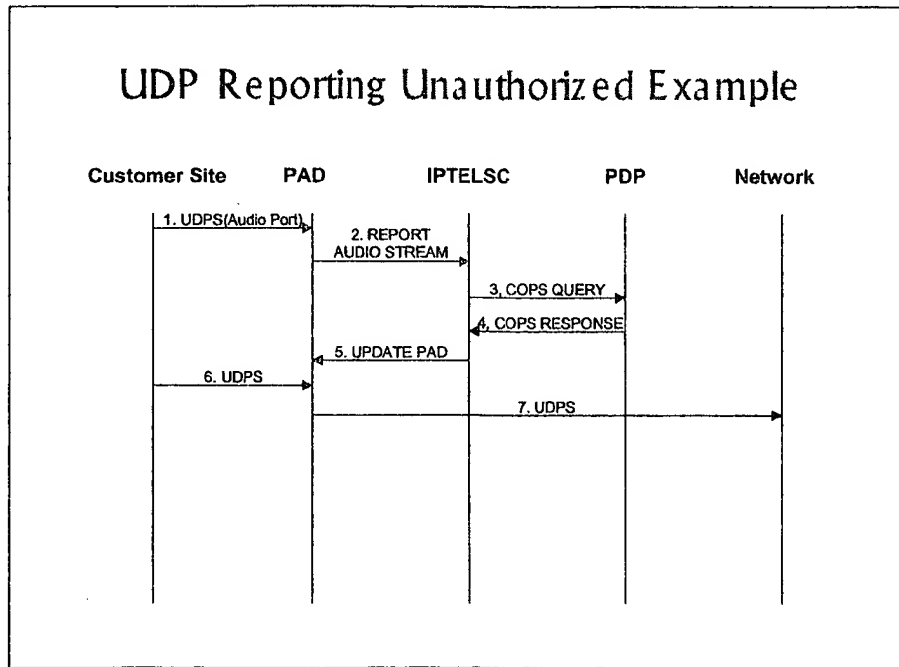 UDP Reporting Unauthorized Example
Customer Site PAD IPTELSC PDP Network
1. UDPS(Audio Port)
2. REPORT
AUDIO STREAM
3, COPS QUERY
4, COPS RESPONSE
5. UPDATE PAD
6. UDPS
7. UDPS